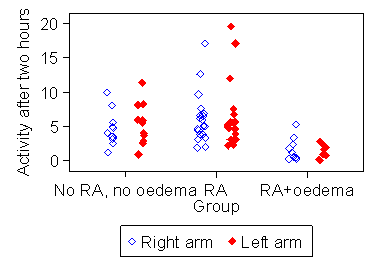 Activity after two hours
20
15
10
5
0
No RA, no oedema RA RA+oedema
Group
Right arm Left arm